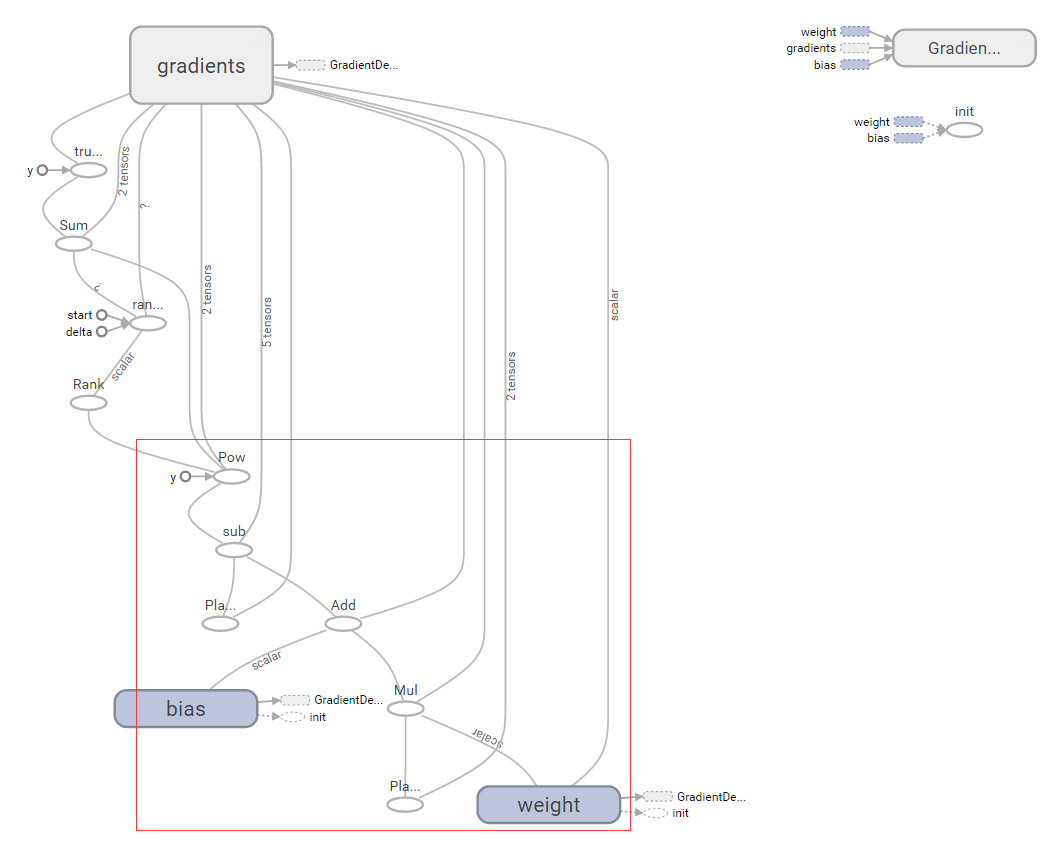 gradients
GradientDe...
weight
gradients
bias
Gradien...
init
weight
bias
tru...
y
2 tensors
?
Sum
?
ran...
start
delta
scalar
2 tensors
5 tensors
scalar
2 tensors
Rank
Pow
y
sub
Pla...
Add
scalar
bias
GradientDe...
init
Mul
scalar
Pla...
weight
GradientDe...
init